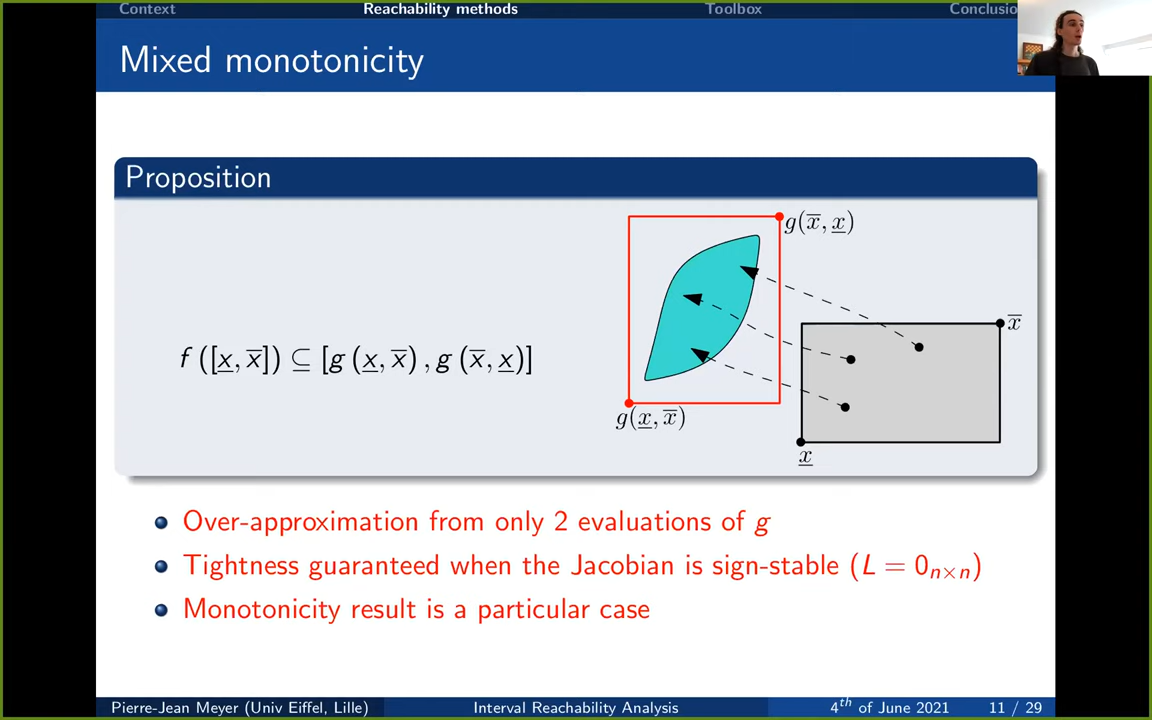 Context Reachability methods Toolbox
Mixed monotonicity
Proposition
g(x̅, x̲)
f ([x̲, x̅]) ⊆ [g (x̲, x̅) , g (x̅, x̲)]
x̅
g(x̲, x̅)
x̲
Over-approximation from only 2 evaluations of g
Tightness guaranteed when the Jacobian is sign-stable (L = 0ₙₓₙ)
Monotonicity result is a particular case
Pierre-Jean Meyer (Univ Eiffel, Lille) Interval Reachability Analysis 4th of June 2021 11 / 29